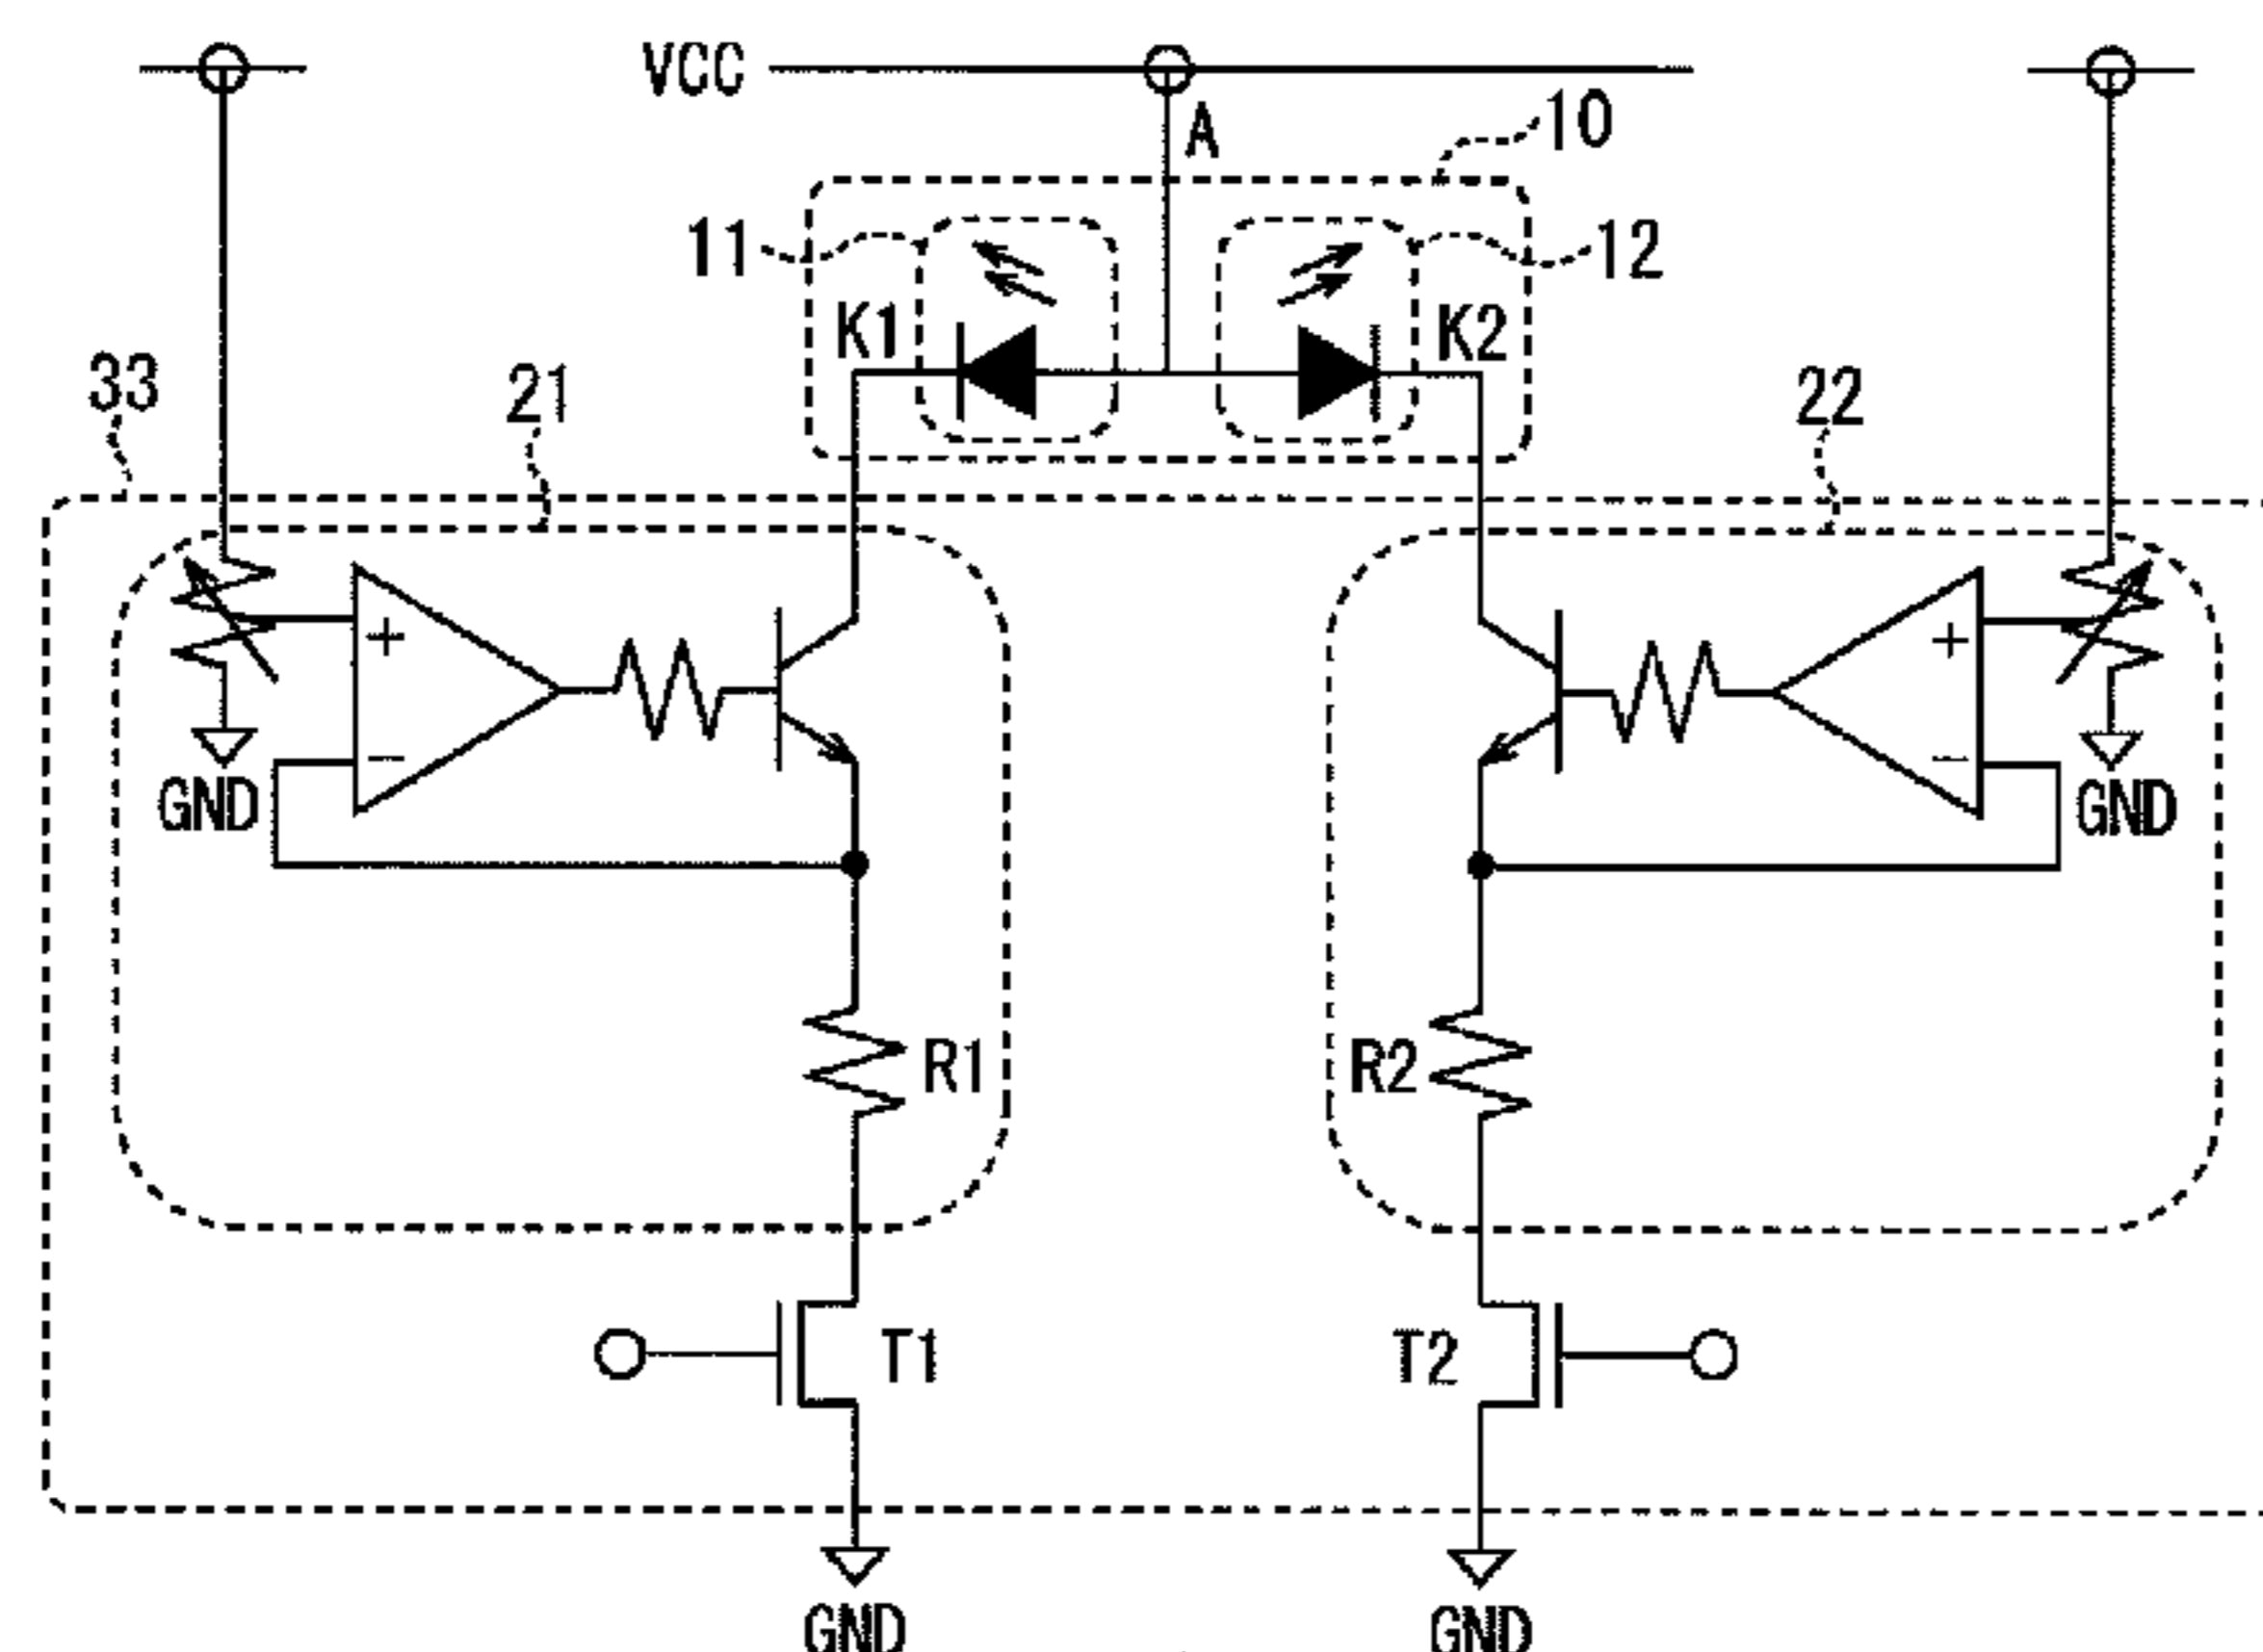 VCC
A
10
11
12
K1
K2
33
21
22
+
+
-
-
GND
GND
R1
R2
T1
T2
GND
GND